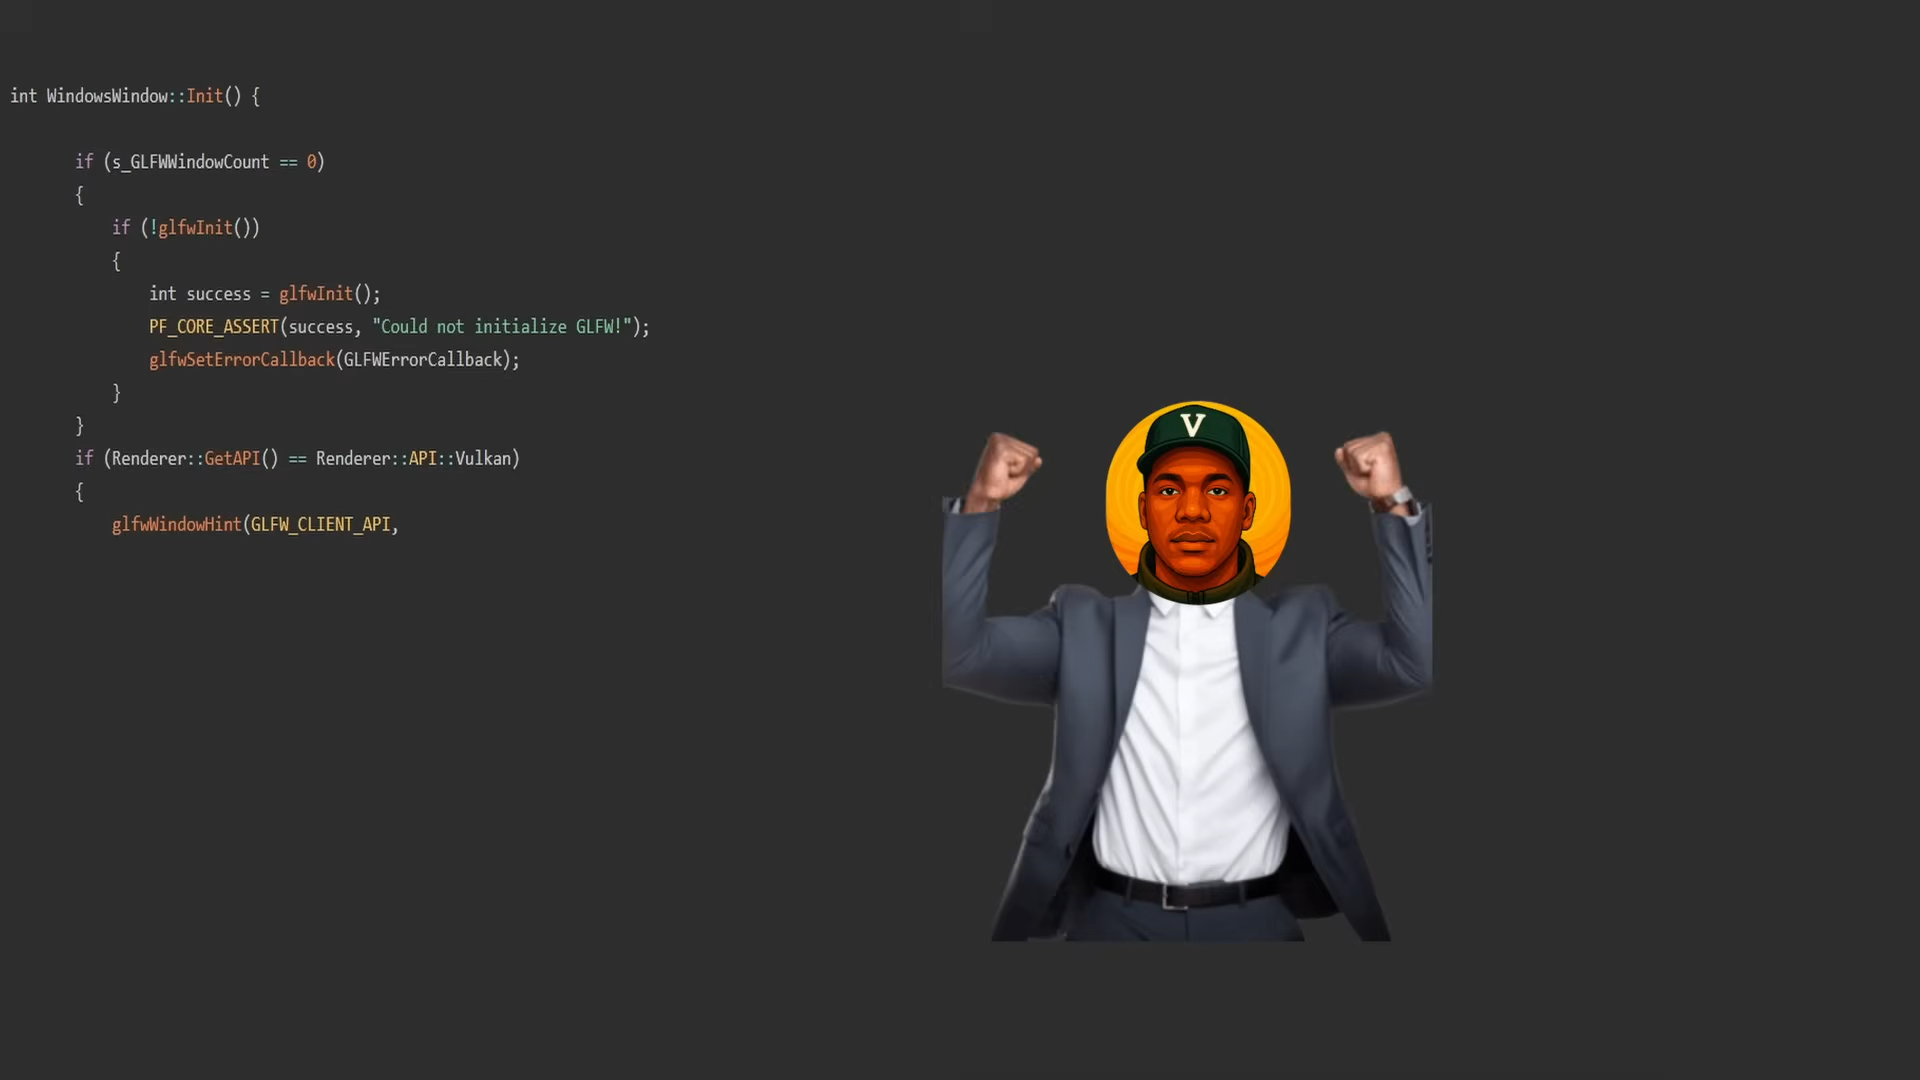 int WindowsWindow::Init() {
if (s_GLFWWindowCount == 0)
{
if (!glfwInit())
{
int success = glfwInit();
PF_CORE_ASSERT(success, "Could not initialize GLFW!");
glfwSetErrorCallback(GLFWErrorCallback);
}
}
if (Renderer::GetAPI() == Renderer::API::Vulkan)
{
glfwWindowHint(GLFW_CLIENT_API,
V